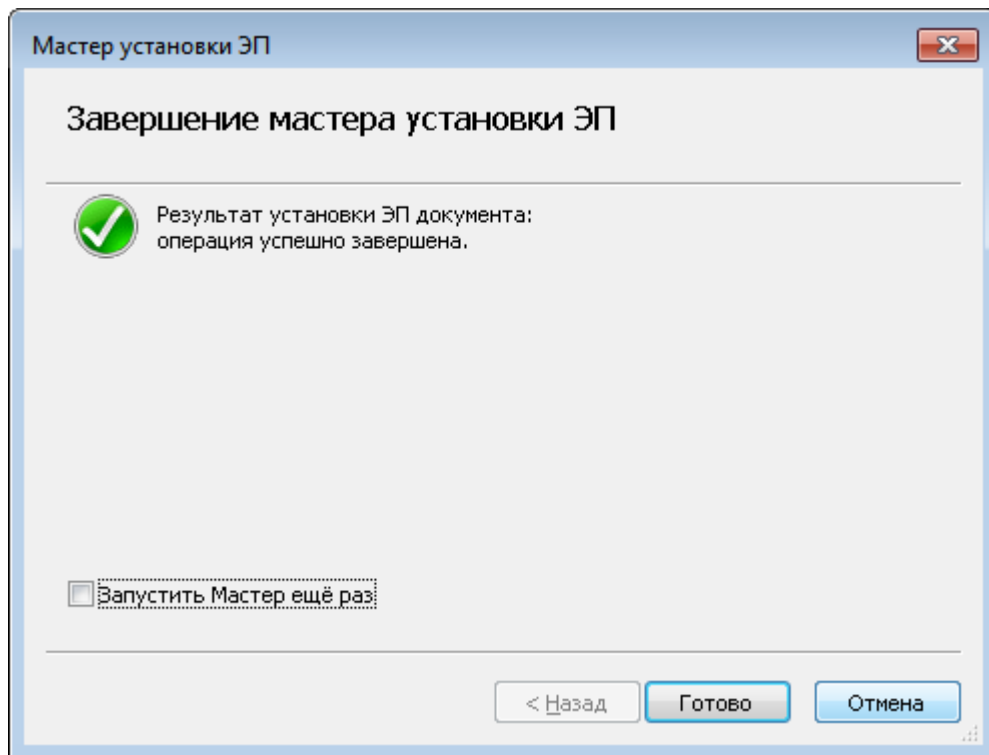 Мастер установки ЭП
Завершение мастера установки ЭП
Результат установки ЭП документа:
операция успешно завершена.
Запустить Мастер ещё раз
< Назад
Готово
Отмена